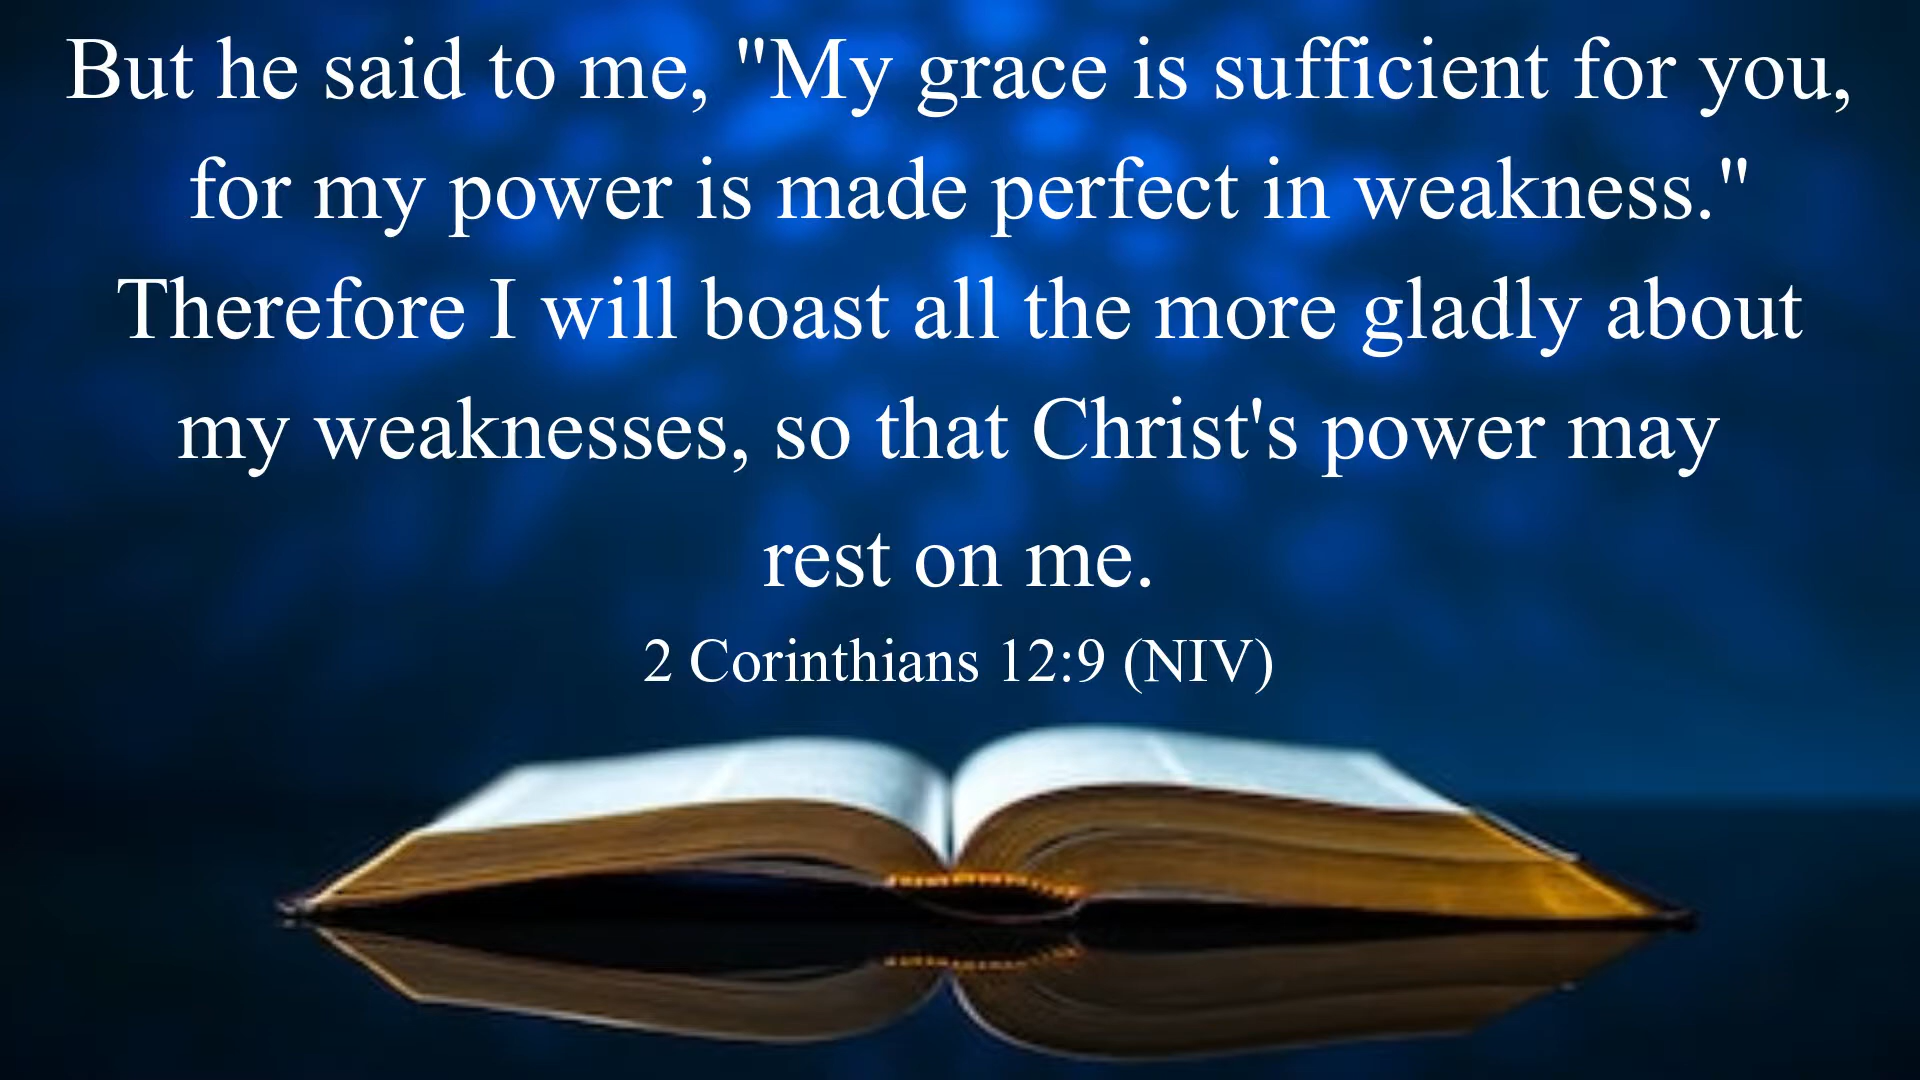 But he said to me, "My grace is sufficient for you,
for my power is made perfect in weakness."
Therefore I will boast all the more gladly about
my weaknesses, so that Christ's power may
rest on me.
2 Corinthians 12:9 (NIV)